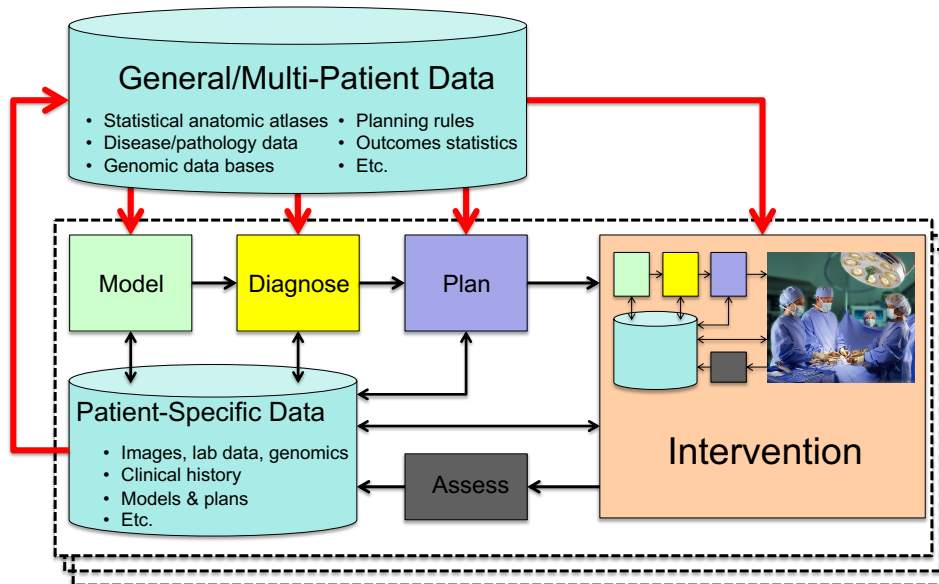 General/Multi-Patient Data
• Statistical anatomic atlases
• Disease/pathology data
• Genomic data bases
• Planning rules
• Outcomes statistics
• Etc.
Model
Diagnose
Plan
Patient-Specific Data
• Images, lab data, genomics
• Clinical history
• Models & plans
• Etc.
Assess
Intervention